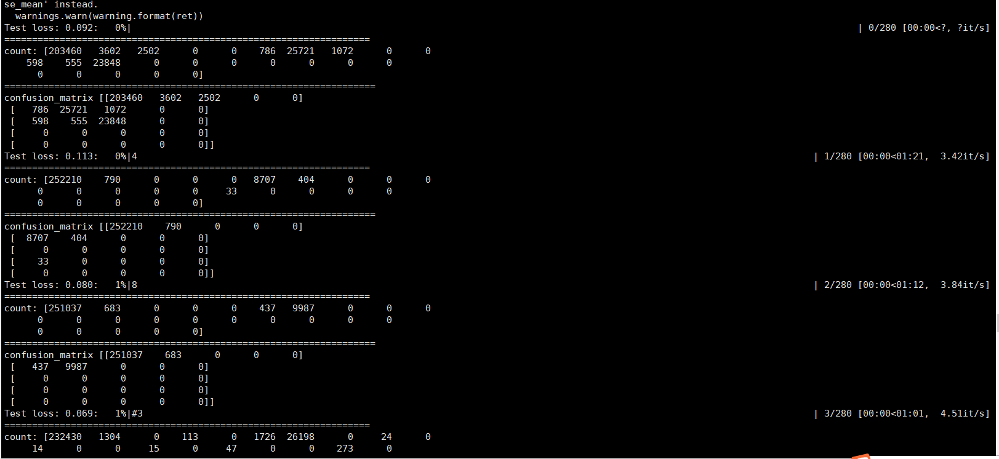 se_mean' instead.
  warnings.warn(warning.format(ret))
Test loss: 0.092:   0%|          | 0/280 [00:00<?, ?it/s]
==================================================================
count: [203460   3602   2502      0      0    786  25721   1072      0      0
    598    555  23848      0      0      0      0      0      0      0
      0      0      0      0      0]
===================================================================
confusion_matrix [[203460   3602   2502      0      0]
 [   786  25721   1072      0      0]
 [   598    555  23848      0      0]
 [     0      0      0      0      0]
 [     0      0      0      0      0]]
Test loss: 0.113:   0%|4          | 1/280 [00:00<01:21,  3.42it/s]
==================================================================
count: [252210    790      0      0      0   8707    404      0      0      0
      0      0      0      0      0     33      0      0      0      0
      0      0      0      0      0]
===================================================================
confusion_matrix [[252210    790      0      0      0]
 [  8707    404      0      0      0]
 [     0      0      0      0      0]
 [    33      0      0      0      0]
 [     0      0      0      0      0]]
Test loss: 0.080:   1%|8          | 2/280 [00:00<01:12,  3.84it/s]
==================================================================
count: [251037    683      0      0      0    437   9987      0      0      0
      0      0      0      0      0      0      0      0      0      0
      0      0      0      0      0]
===================================================================
confusion_matrix [[251037    683      0      0      0]
 [   437   9987      0      0      0]
 [     0      0      0      0      0]
 [     0      0      0      0      0]
 [     0      0      0      0      0]]
Test loss: 0.069:   1%|#3          | 3/280 [00:00<01:01,  4.51it/s]
==================================================================
count: [232430   1304      0    113      0   1726  26198      0     24      0
     14      0      0     15      0     47      0      0    273      0